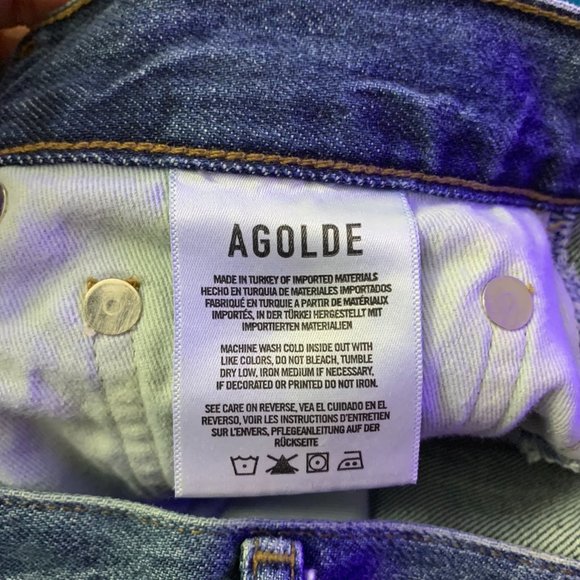 AGOLDE
MADE IN TURKEY OF IMPORTED MATERIALS
HECHO EN TURQUIA DE MATERIALES IMPORTADOS
FABRIQUÉ EN TURQUIE A PARTIR DE MATÉRIAUX
IMPORTÉS, IN DER TÜRKEI HERGESTELLT MIT
IMPORTIERTEN MATERIALIEN
MACHINE WASH COLD INSIDE OUT WITH
LIKE COLORS, DO NOT BLEACH, TUMBLE
DRY LOW, IRON MEDIUM IF NECESSARY,
IF DECORATED OR PRINTED DO NOT IRON.
SEE CARE ON REVERSE, VEA EL CUIDADO EN EL
REVERSO, VOIR LES INSTRUCTIONS D'ENTRETIEN
SUR L'ENVERS, PFLEGEANLEITUNG AUF DER
RÜCKSEITE